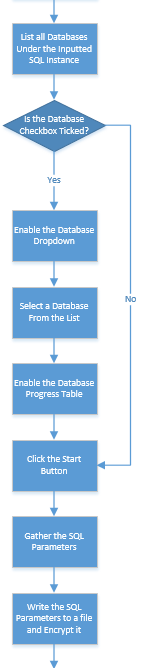 List all Databases
Under the Inputted
SQL Instance
Is the Database
Checkbox Ticked?
Yes
Enable the Database
Dropdown
No
Select a Database
From the List
Enable the Database
Progress Table
Click the Start
Button
Gather the SQL
Parameters
Write the SQL
Parameters to a file
and Encrypt it